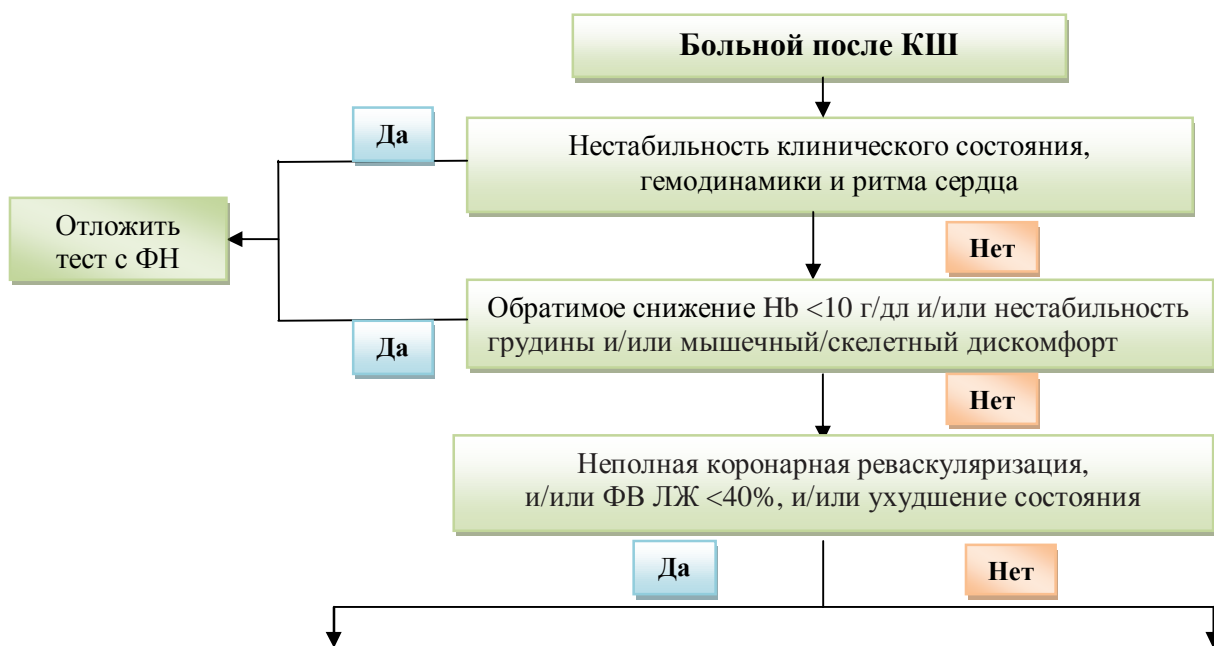 Больной после КШ
Да
Нестабильность клинического состояния,
гемодинамики и ритма сердца
Отложить
тест с ФН
Нет
Обратимое снижение Hb <10 г/дл и/или нестабильность
грудины и/или мышечный/скелетный дискомфорт
Да
Нет
Неполная коронарная реваскуляризация,
и/или ФВ ЛЖ <40%, и/или ухудшение состояния
Да
Нет